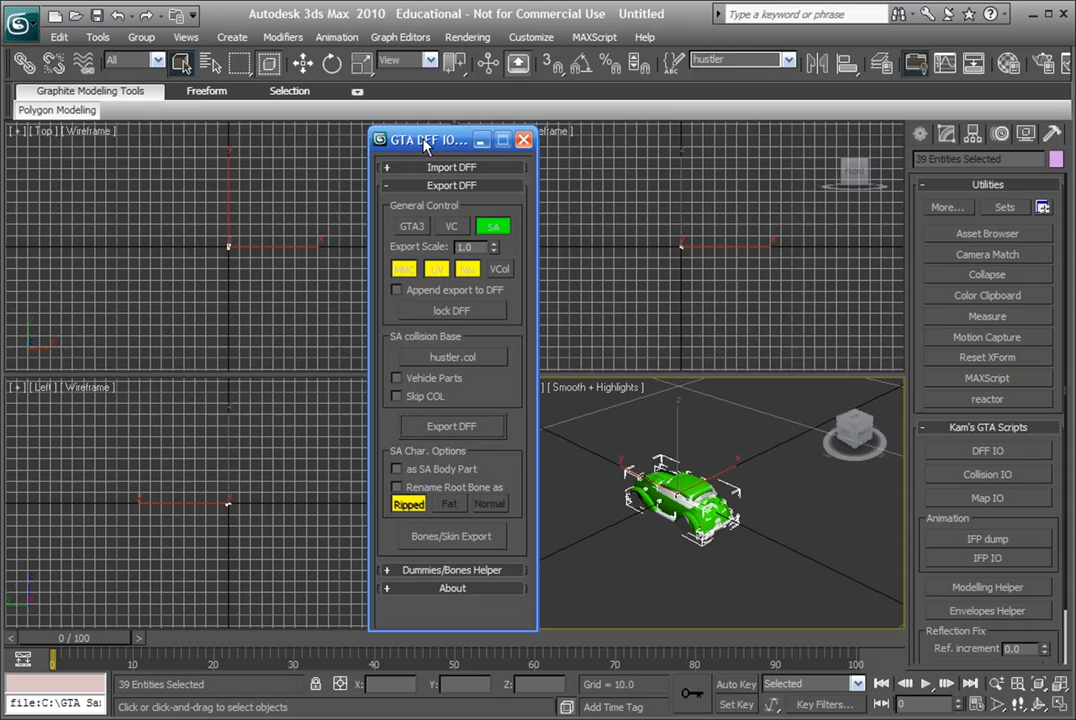 Autodesk 3ds Max 2010 Educational - Not for Commercial Use Untitled
Type a keyword or phrase
Edit Tools Group Views Create Modifiers Animation Graph Editors Rendering Customize MAXScript Help
All View hustler
Graphite Modeling Tools Freeform Selection
Polygon Modeling
[ + ] [ Top ] [ Wireframe ]
GTA DFF IO...
Import DFF
Export DFF
General Control
GTA3 VC SA
Export Scale: 1.0
MMC UV Nor VCol
Append export to DFF
lock DFF
SA collision Base
hustler.col
Vehicle Parts
Skip COL
Export DFF
SA Char. Options
as SA Body Part
Rename Root Bone as
Ripped Fat Normal
Bones/Skin Export
Dummies/Bones Helper
About
[ + ] [ Left ] [ Wireframe ]
] [ Smooth + Highlights ]
39 Entities Selected
Utilities
More... Sets
Asset Browser
Camera Match
Collapse
Color Clipboard
Measure
Motion Capture
Reset XForm
MAXScript
reactor
Kam's GTA Scripts
DFF IO
Collision IO
Map IO
Animation
IFP dump
IFP IO
Modelling Helper
Envelopes Helper
Reflection Fix
Ref. increment 0.0
0 / 100
0 10 20 30 40 50 60 70 80 90 100
39 Entities Selected X: Y: Z: Grid = 10.0 Auto Key Selected
file:C:\GTA Sa Click or click-and-drag to select objects Add Time Tag Set Key Key Filters... 0